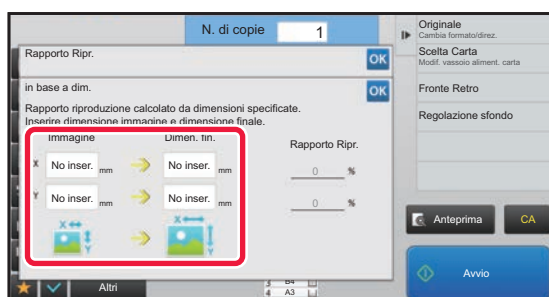 N. di copie 1
Rapporto Ripr. OK
in base a dim. OK
Rapporto riproduzione calcolato da dimensioni specificate.
Inserire dimensione immagine e dimensione finale.
Immagine Dimen. fin. Rapporto Ripr.
X No inser. mm No inser. mm 0 %
Y No inser. mm No inser. mm 0 %
X Y X Y
Altri
B4
A3
Originale
Cambia formato/direz.
Scelta Carta
Modif. vassoio aliment. carta
Fronte Retro
Regolazione sfondo
Anteprima CA
Avvio